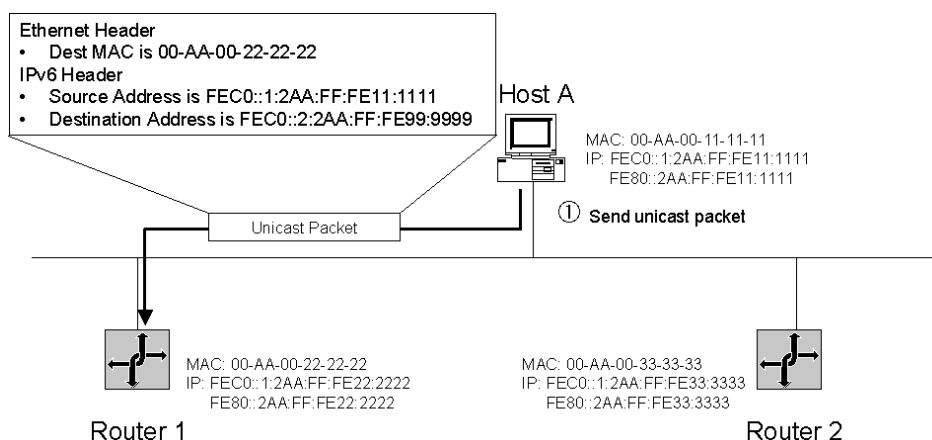 Ethernet Header
• Dest MAC is 00-AA-00-22-22-22
IPv6 Header
• Source Address is FEC0::1:2AA:FF:FE11:1111
• Destination Address is FEC0::2:2AA:FF:FE99:9999
Host A
MAC: 00-AA-00-11-11-11
IP: FEC0::1:2AA:FF:FE11:1111
FE80::2AA:FF:FE11:1111
① Send unicast packet
Unicast Packet
MAC: 00-AA-00-22-22-22
IP: FEC0::1:2AA:FF:FE22:2222
FE80::2AA:FF:FE22:2222
Router 1
MAC: 00-AA-00-33-33-33
IP: FEC0::1:2AA:FF:FE33:3333
FE80::2AA:FF:FE33:3333
Router 2